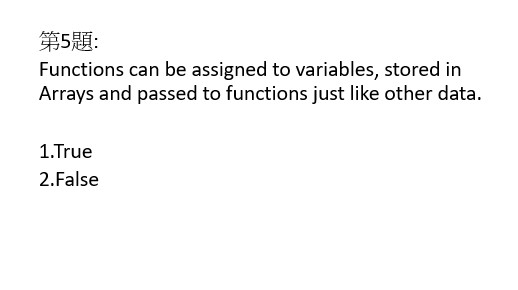 第5題:
Functions can be assigned to variables, stored in
Arrays and passed to functions just like other data.
1.True
2.False